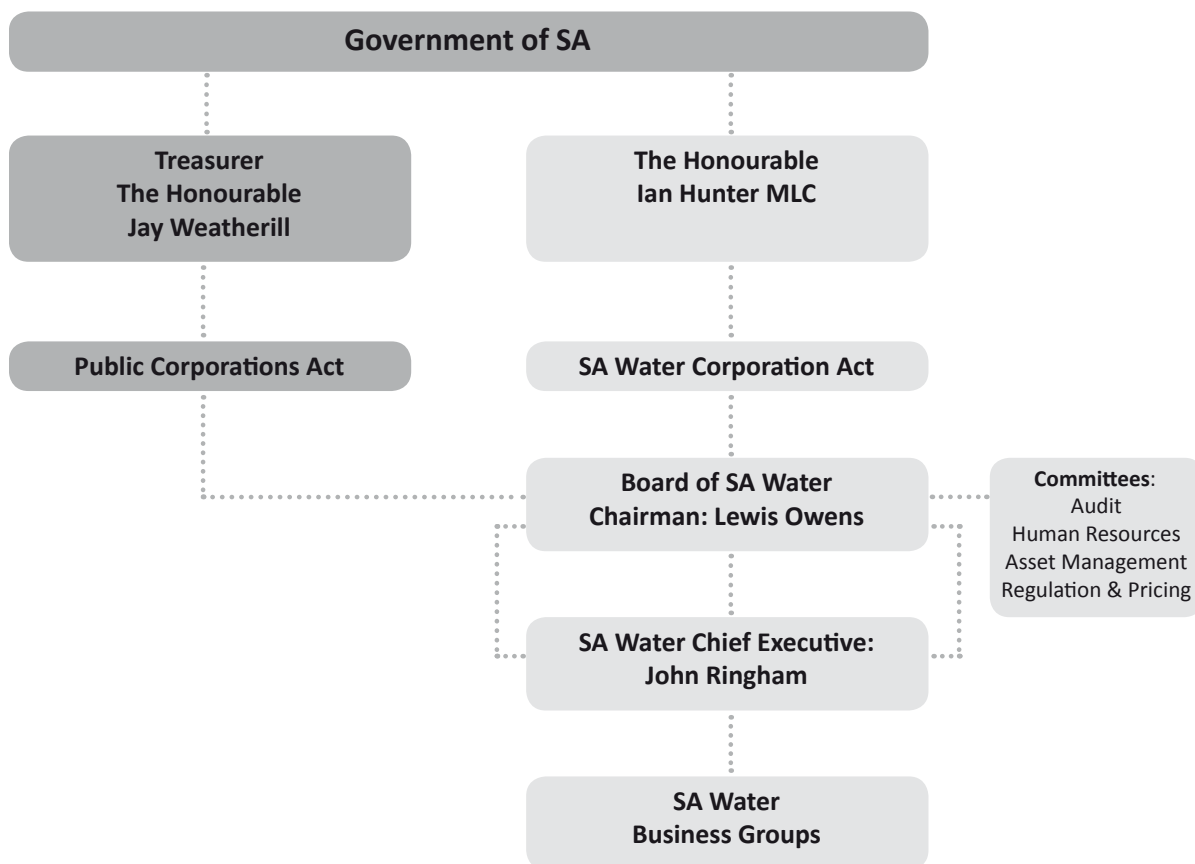 Government of SA
Treasurer
The Honourable
Jay Weatherill
The Honourable
Ian Hunter MLC
Public Corporations Act
SA Water Corporation Act
Board of SA Water
Chairman: Lewis Owens
Committees:
Audit
Human Resources
Asset Management
Regulation & Pricing
SA Water Chief Executive:
John Ringham
SA Water
Business Groups